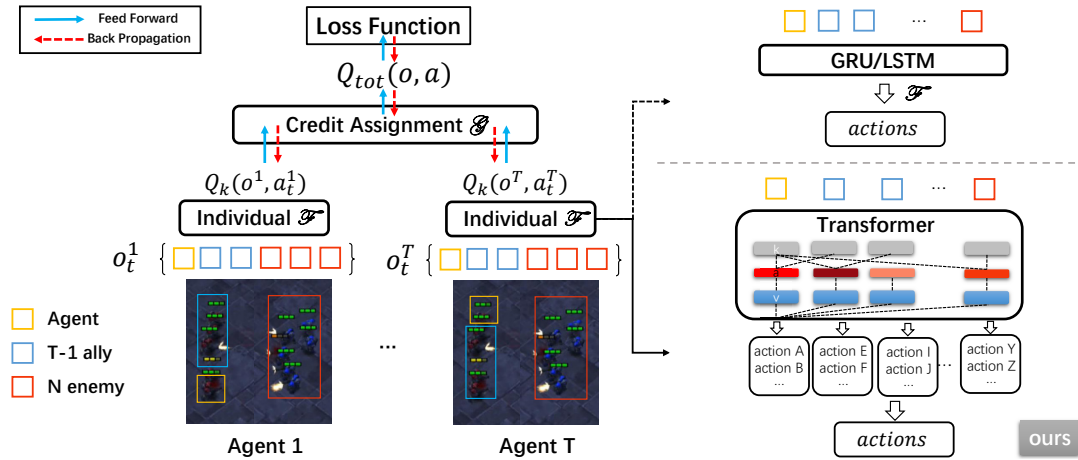 Feed Forward
Back Propagation
Loss Function
Q_{tot}(o, a)
Credit Assignment 𝒢
Q_k(o^1, a_t^1)
Q_k(o^T, a_t^T)
Individual ℱ
Individual ℱ
o_t^1 { }
o_t^T { }
...
Agent
T-1 ally
N enemy
Agent 1
Agent T
...
GRU/LSTM
ℱ
actions
...
Transformer
k
v
action A
action B
...
action E
action F
...
action I
action J
...
...
action Y
action Z
...
actions
ours